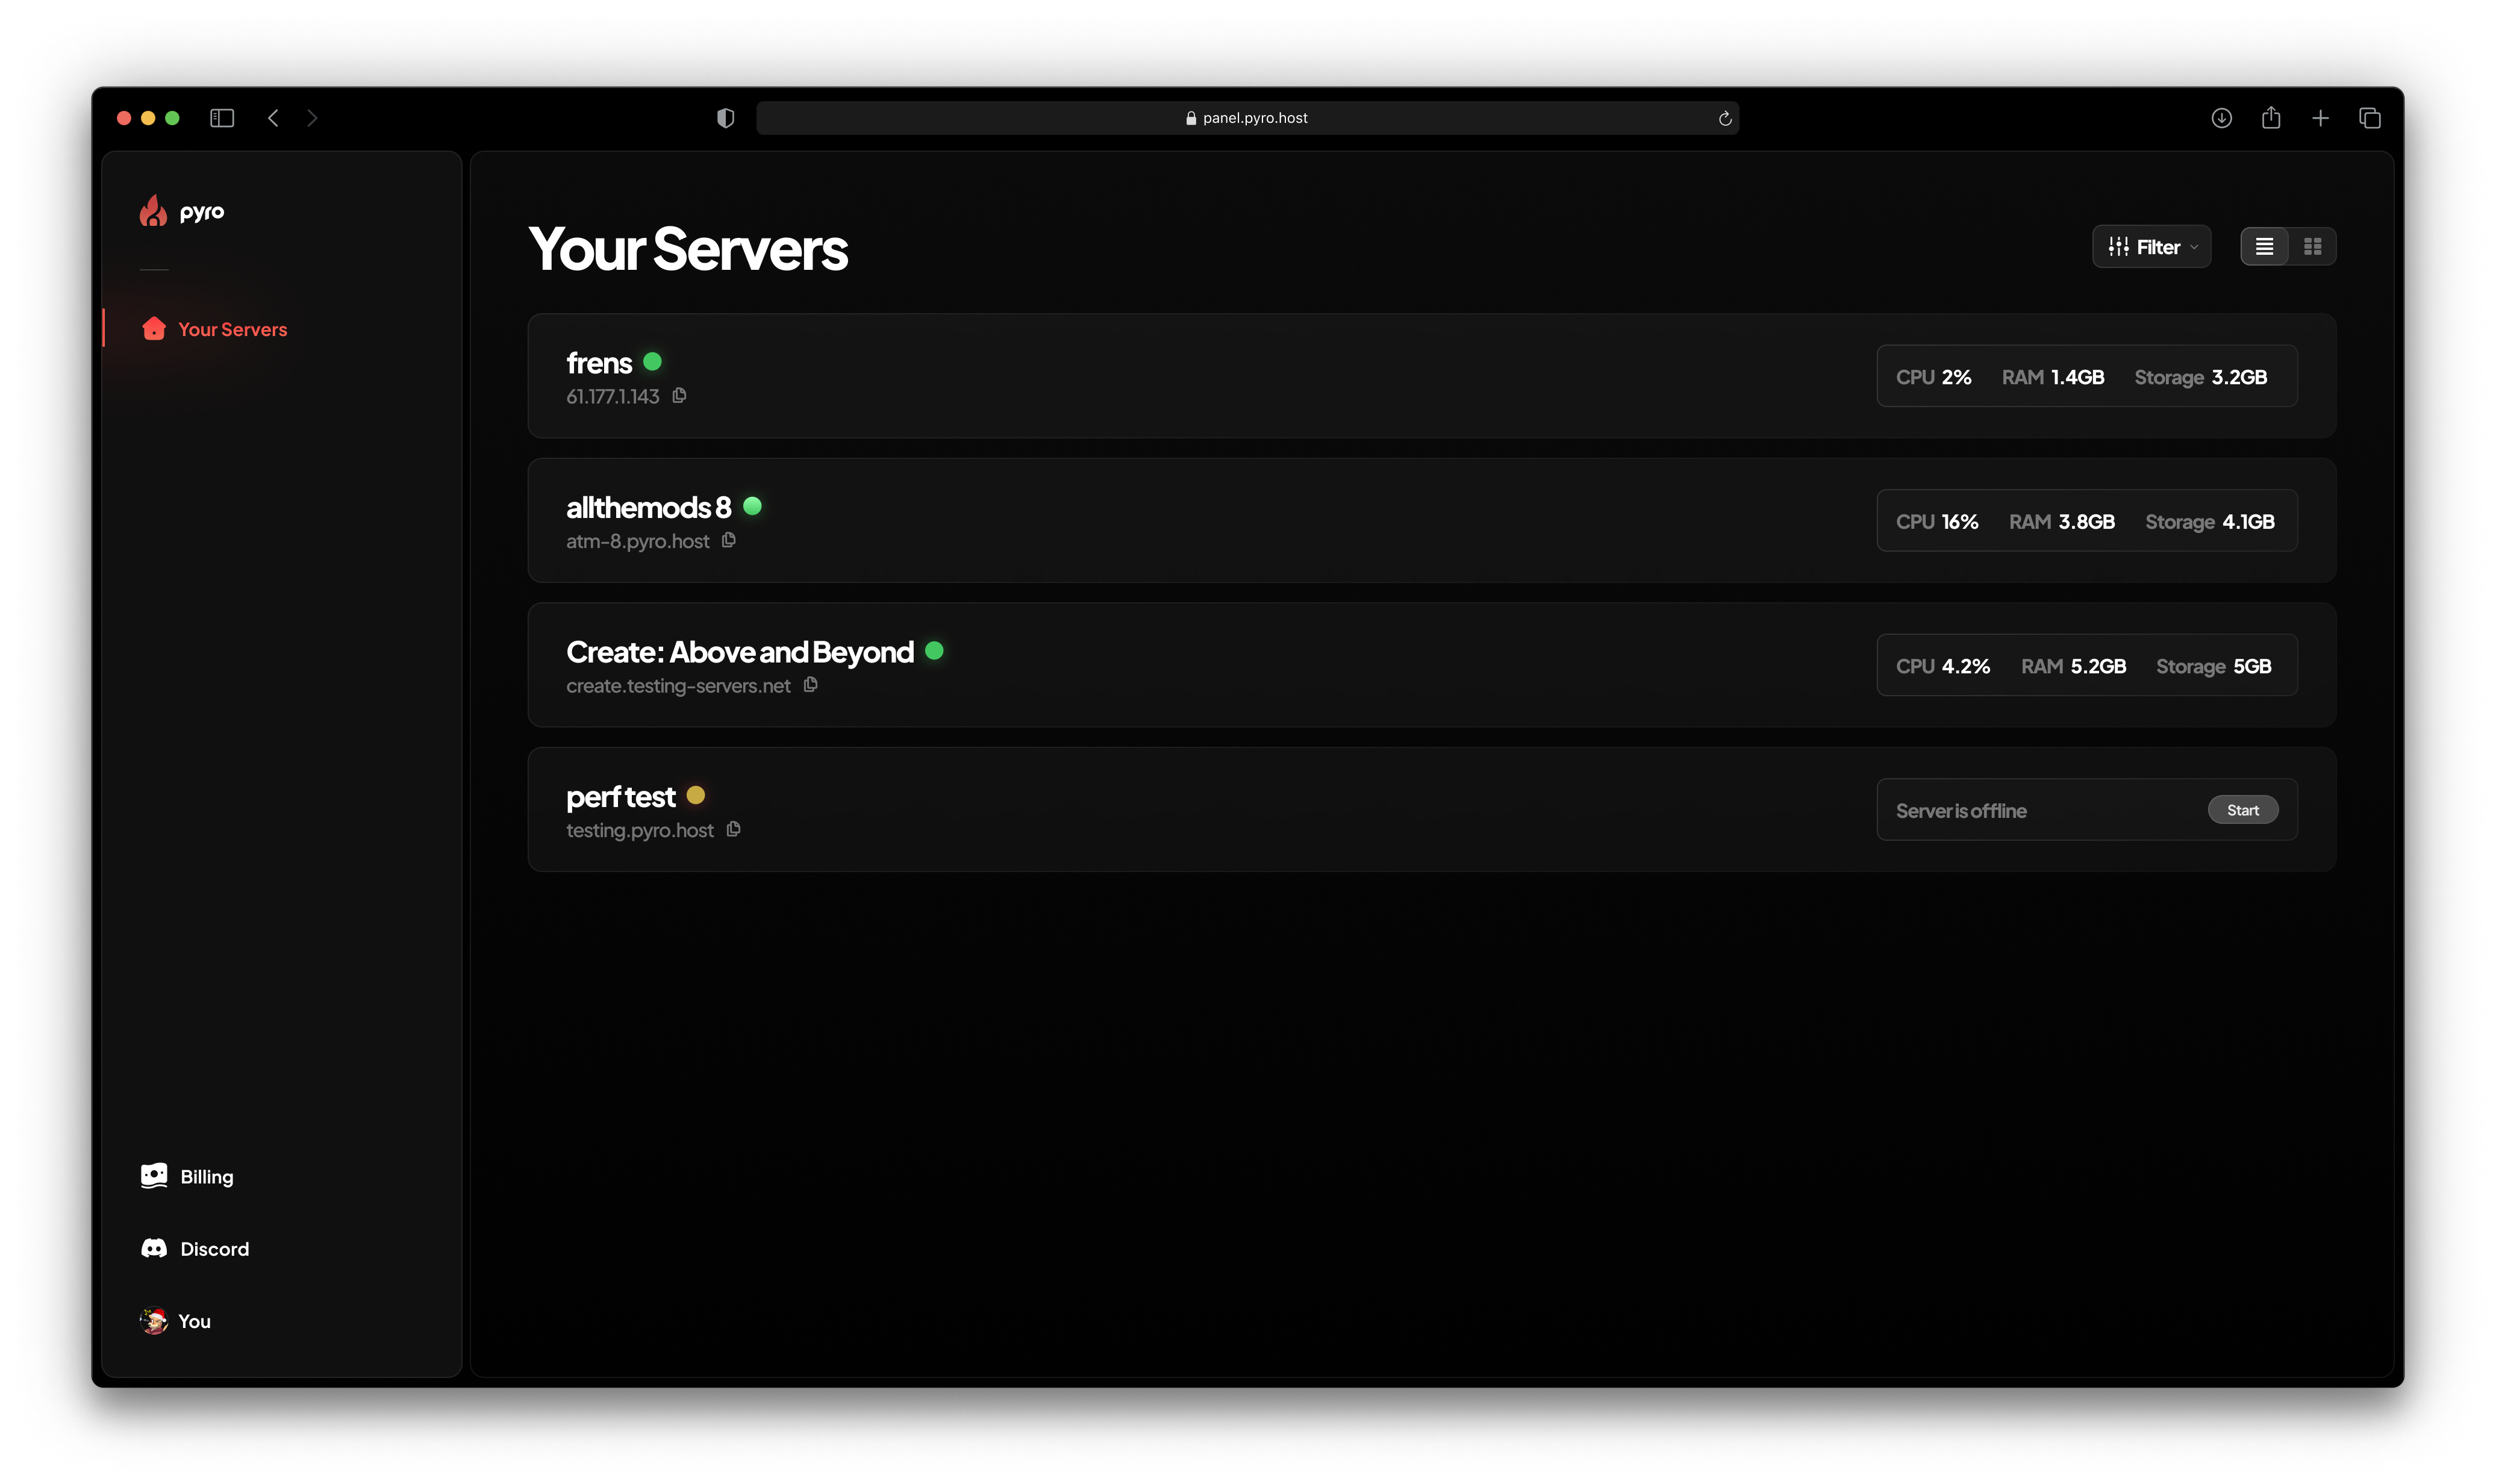 panel.pyro.host
pyro
Your Servers
Billing
Discord
You
Your Servers
Filter
frens
61.177.1.143
CPU 2% RAM 1.4GB Storage 3.2GB
allthemods 8
atm-8.pyro.host
CPU 16% RAM 3.8GB Storage 4.1GB
Create: Above and Beyond
create.testing-servers.net
CPU 4.2% RAM 5.2GB Storage 5GB
perf test
testing.pyro.host
Server is offline Start